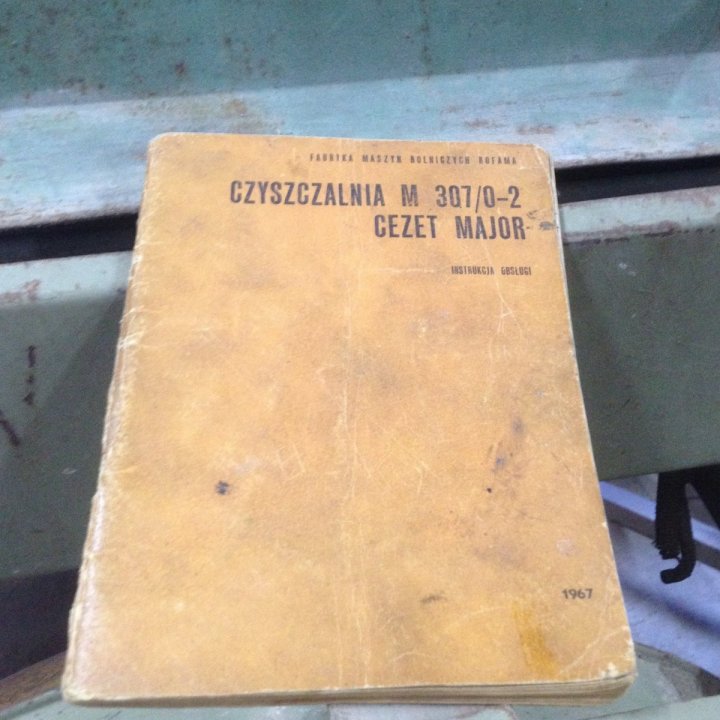 FABRYKA MASZYN ROLNICZYCH ROFAMA
CZYSZCZALNIA M 307/0-2
CEZET MAJOR
INSTRUKCJA OBSŁUGI
1967